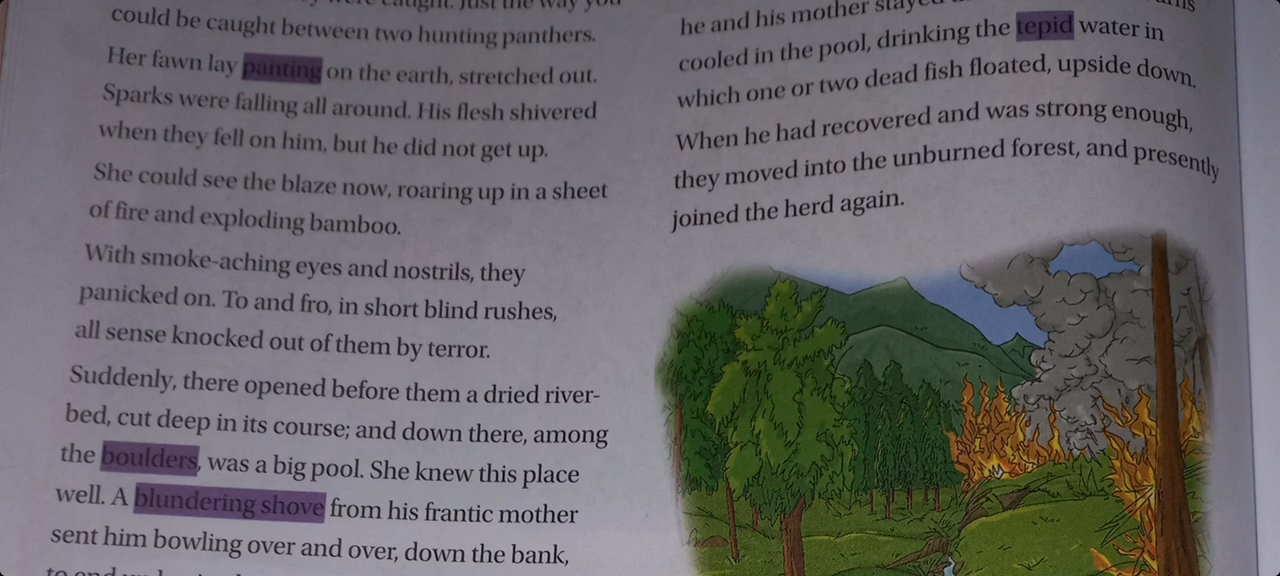 caught. Just the way you
could be caught between two hunting panthers.
Her fawn lay panting on the earth, stretched out.
Sparks were falling all around. His flesh shivered
when they fell on him, but he did not get up.
She could see the blaze now, roaring up in a sheet
of fire and exploding bamboo.
With smoke-aching eyes and nostrils, they
panicked on. To and fro, in short blind rushes,
all sense knocked out of them by terror.
Suddenly, there opened before them a dried river-
bed, cut deep in its course; and down there, among
the boulders, was a big pool. She knew this place
well. A blundering shove from his frantic mother
sent him bowling over and over, down the bank,
he and his mother
cooled in the pool, drinking the tepid water in
which one or two dead fish floated, upside down.
When he had recovered and was strong enough,
they moved into the unburned forest, and presently
joined the herd again.